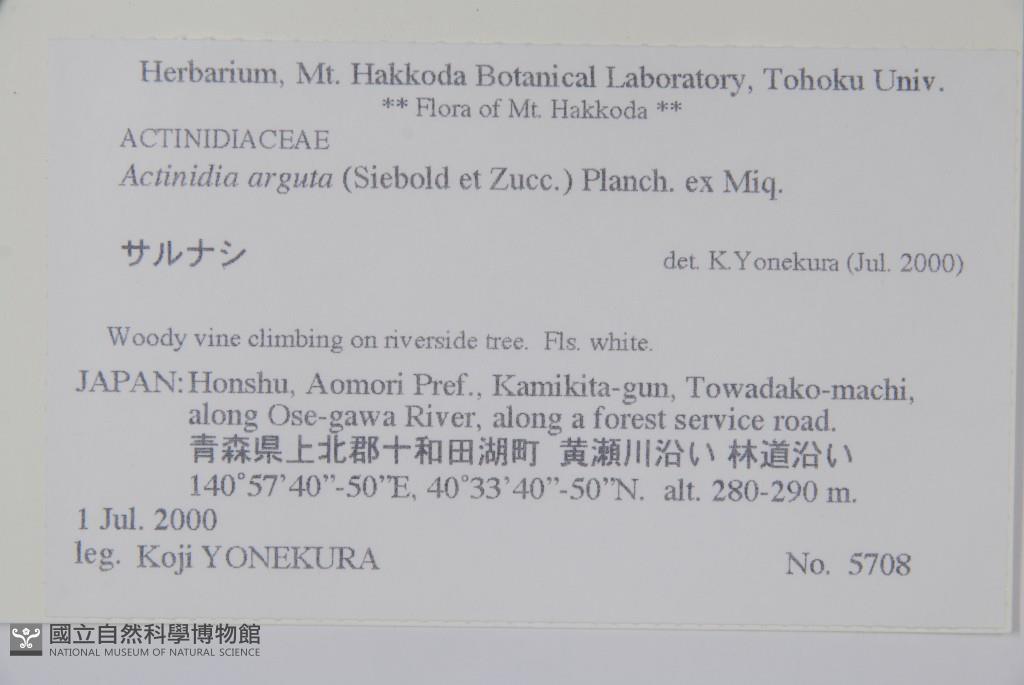 Herbarium, Mt. Hakkoda Botanical Laboratory, Tohoku Univ.
** Flora of Mt. Hakkoda **
ACTINIDIACEAE
Actinidia arguta (Siebold et Zucc.) Planch. ex Miq.
サルナシ
det. K.Yonekura (Jul. 2000)
Woody vine climbing on riverside tree. Fls. white.
JAPAN: Honshu, Aomori Pref., Kamikita-gun, Towadako-machi,
along Ose-gawa River, along a forest service road.
青森県上北郡十和田湖町 黄瀬川沿い 林道沿い
140°57’40”-50”E, 40°33’40”-50”N. alt. 280-290 m.
1 Jul. 2000
leg. Koji YONEKURA
No. 5708
國立自然科學博物館
NATIONAL MUSEUM OF NATURAL SCIENCE